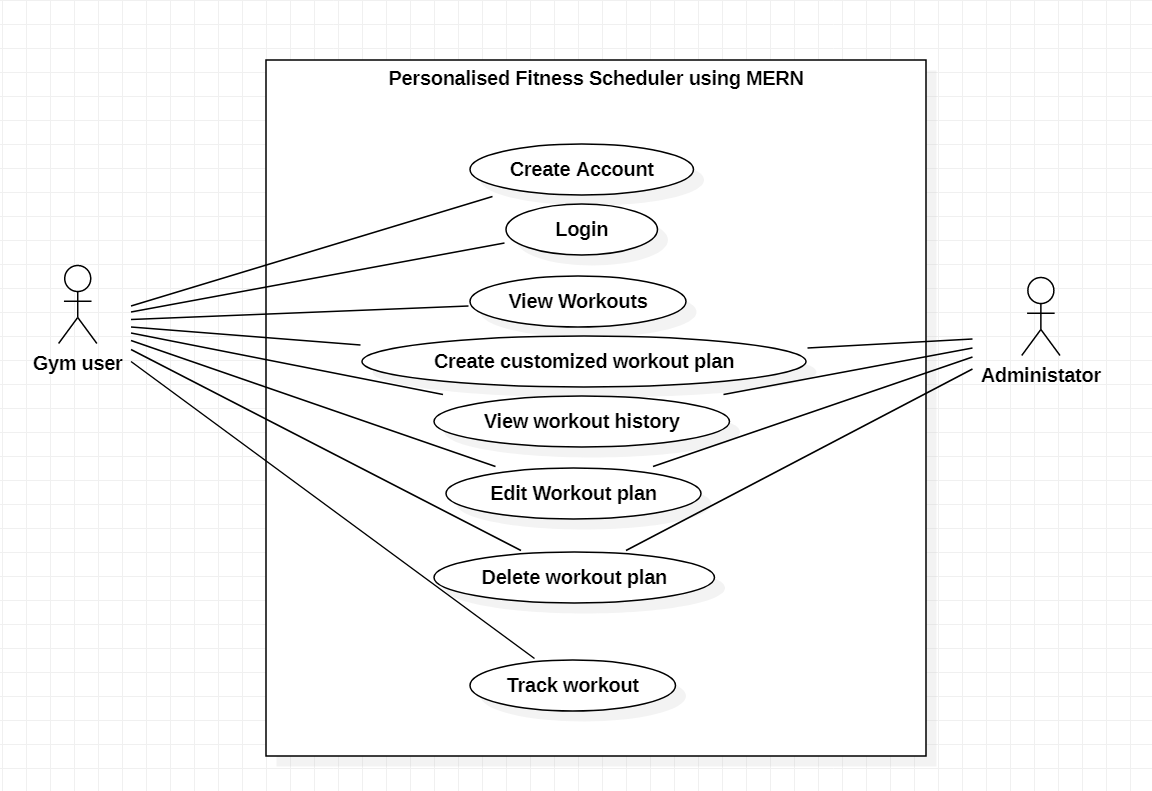 Personalised Fitness Scheduler using MERN
Create Account
Login
View Workouts
Create customized workout plan
View workout history
Edit Workout plan
Delete workout plan
Track workout
Gym user
Administator